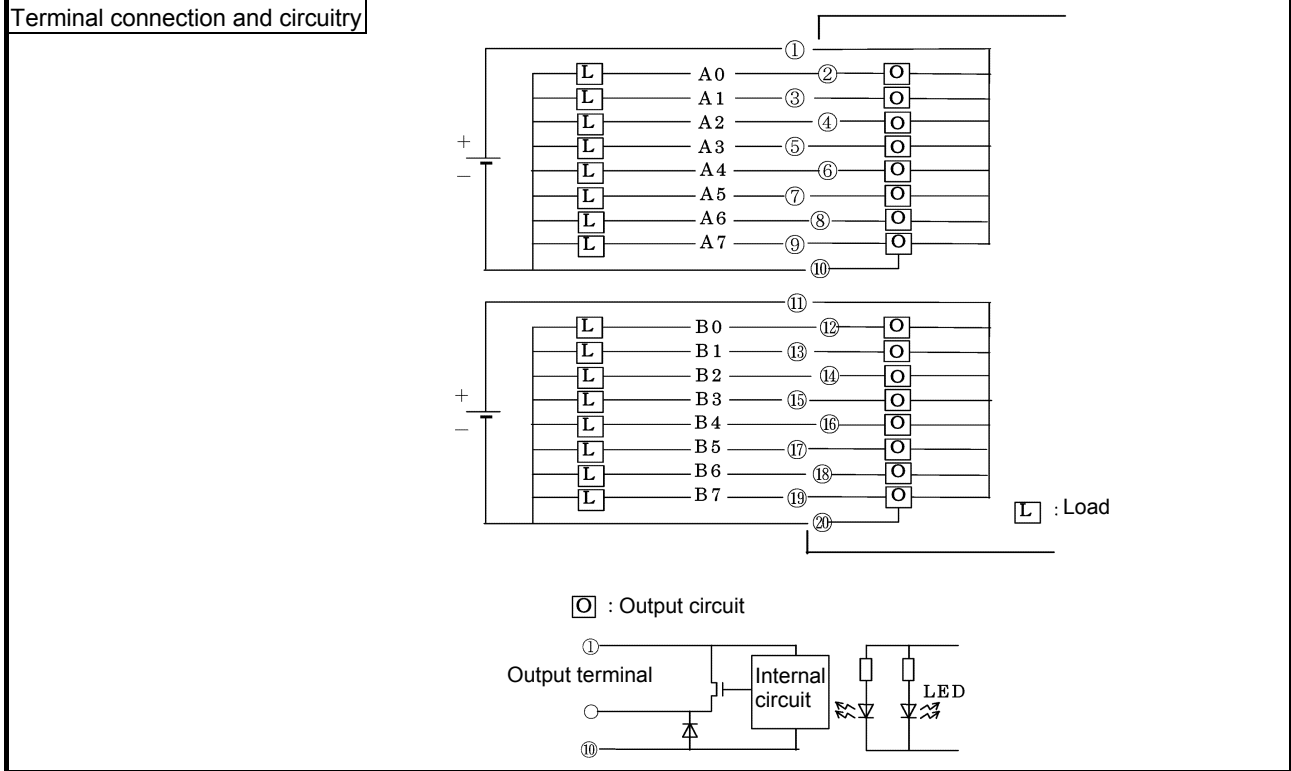 Terminal connection and circuitry
①
L A0 ② O
L A1 ③ O
L A2 ④ O
+
L A3 ⑤ O
− L A4 ⑥ O
L A5 ⑦ O
L A6 ⑧ O
L A7 ⑨ O
⑩
⑪
L B0 ⑫ O
L B1 ⑬ O
L B2 ⑭ O
+ L B3 ⑮ O
− L B4 ⑯ O
L B5 ⑰ O
L B6 ⑱ O
L B7 ⑲ O
L : Load
⑳
O : Output circuit
①
Output terminal
Internal
circuit
LED
⑩